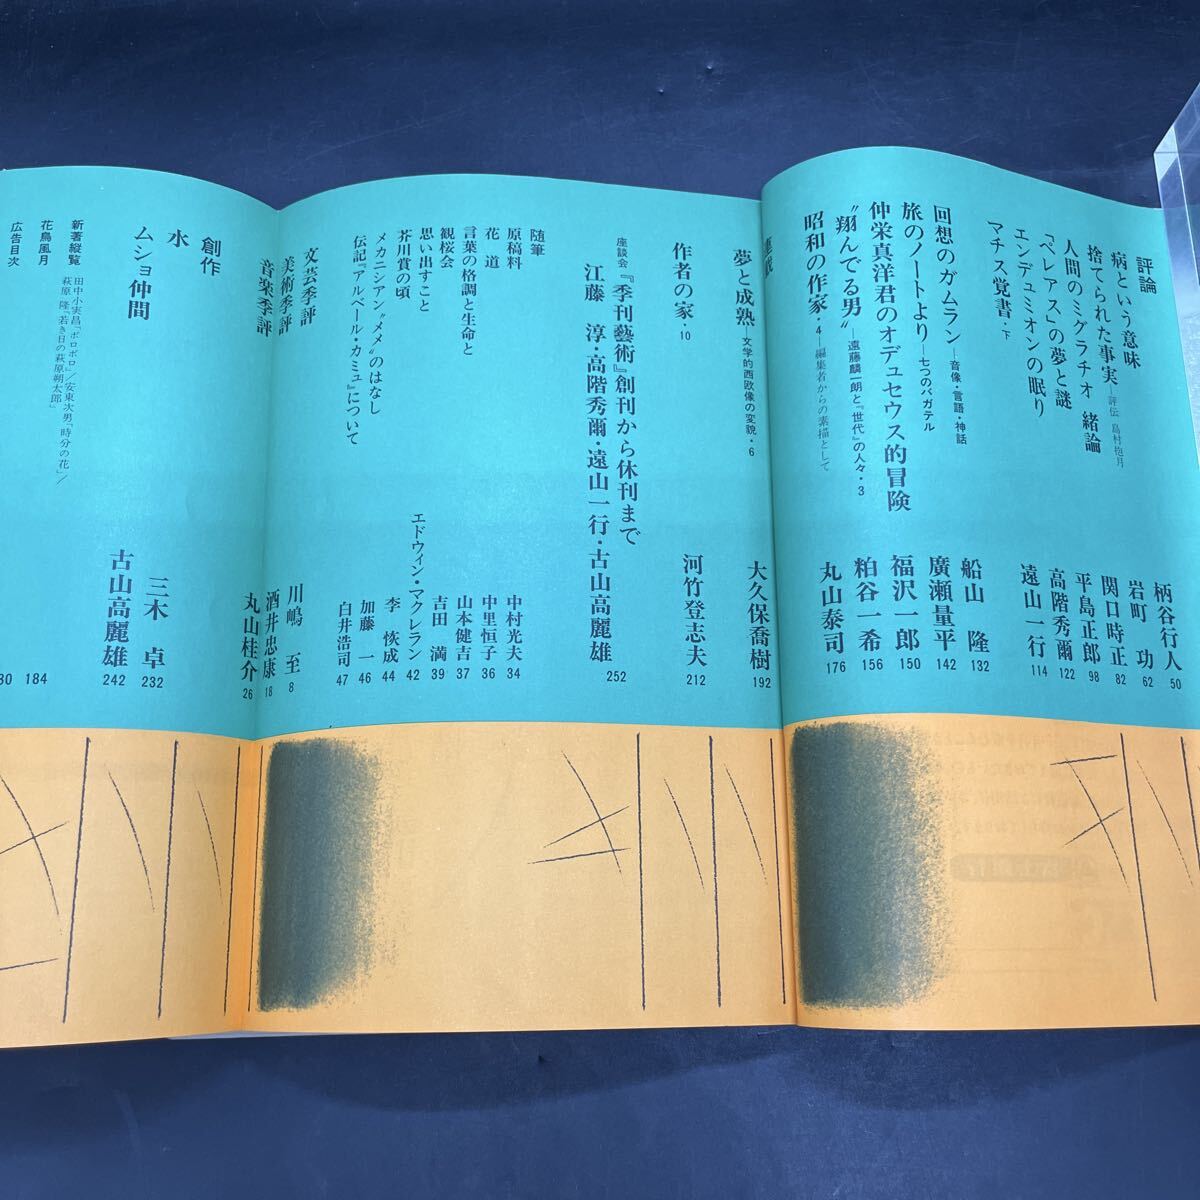 評論
病という意味 柄谷行人 50
捨てられた事実―評伝 島村抱月 岩町 功 62
人間のミグラチオ 緒論 関口時正 82
「ペレアス」の夢と謎 平島正郎 98
エンデュミオンの眠り 高階秀爾 122
マチス覚書・下 遠山一行 114
回想のガムラン―音像・言語・神話 船山 隆 132
旅のノートより―七つのバガテル 廣瀬量平 142
仲栄真洋君のオデュセウス的冒険 福沢一郎 150
“翔んでる男”―遠藤麟一朗と『世代』の人々・3 粕谷一希 156
昭和の作家・4―編集者からの素描として 丸山泰司 176
連載
夢と成熟―文学的西欧像の変貌・6 大久保喬樹 192
作者の家・10 河竹登志夫 212
座談会 『季刊藝術』創刊から休刊まで
江藤 淳・高階秀爾・遠山一行・古山高麗雄 252
随筆
原稿料 中村光夫 34
花 道 中里恒子 36
言葉の格調と生命と 山本健吉 37
観桜会 吉田 満 39
思い出すこと エドウィン・マクレラン 42
芥川賞の頃 李 恢成 44
メカニシアン“メメ”のはなし 加藤 一 46
伝記『アルベール・カミュ』について 白井浩司 47
文芸季評 川嶋 至 8
美術季評 酒井忠康 18
音楽季評 丸山桂介 26
創作
水 三木 卓 232
ムショ仲間 古山高麗雄 242
新著縦覧
田中小実昌「ポロポロ」／安東次男「時分の花」／
萩原 隆「若き日の萩原朔太郎」
花鳥風月 184
広告目次 80